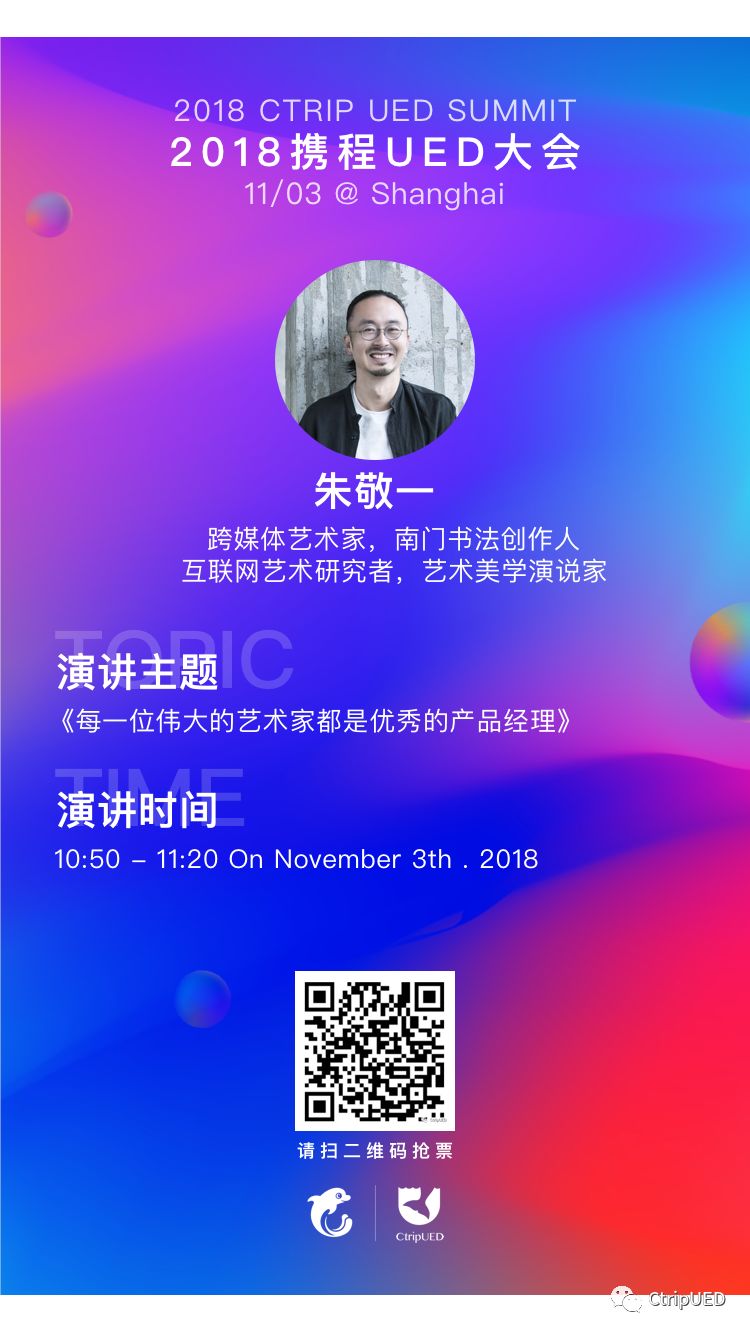 2018 CTRIP UED SUMMIT
2018携程UED大会
11/03 @ Shanghai
朱敬一
跨媒体艺术家，南门书法创作人
互联网艺术研究者，艺术美学演说家
TOPIC
演讲主题
《每一位伟大的艺术家都是优秀的产品经理》
TIME
演讲时间
10:50 – 11:20 On November 3th . 2018
CtripUED
请扫二维码抢票
CtripUED
CtripUED